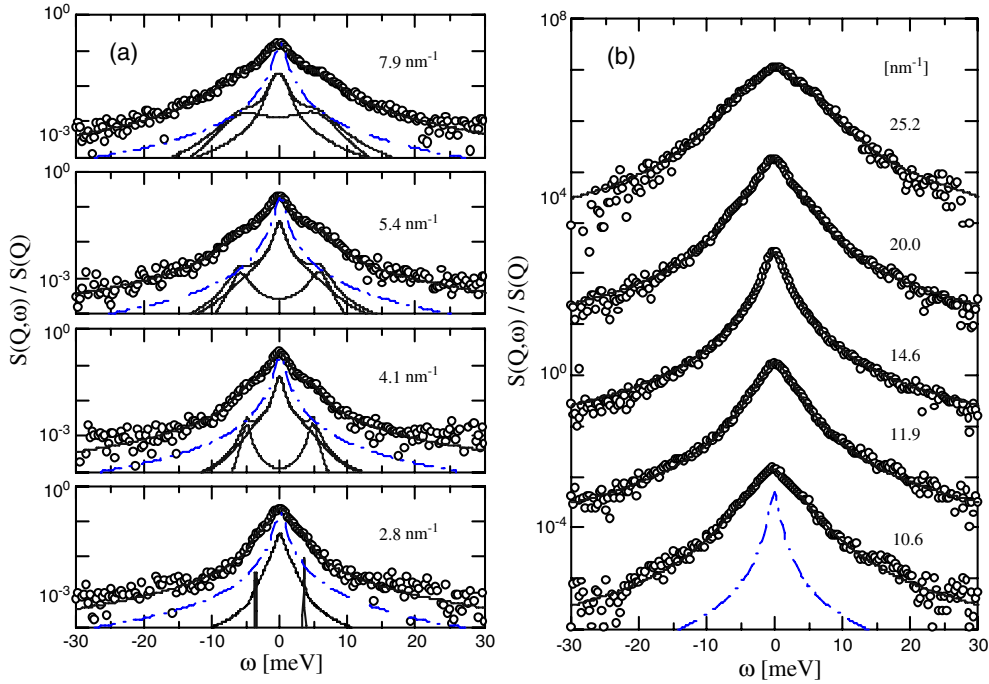 (a)
10⁰
7.9 nm⁻¹
10⁻³
10⁰
5.4 nm⁻¹
10⁻³
10⁰
4.1 nm⁻¹
10⁻³
10⁰
2.8 nm⁻¹
10⁻³
-30 -20 -10 0 10 20 30
ω [meV]
S(Q,ω) / S(Q)
(b)
10⁸
[nm⁻¹]
25.2
10⁴
20.0
14.6
10⁰
11.9
10⁻⁴
10.6
-30 -20 -10 0 10 20 30
ω [meV]
S(Q,ω) / S(Q)